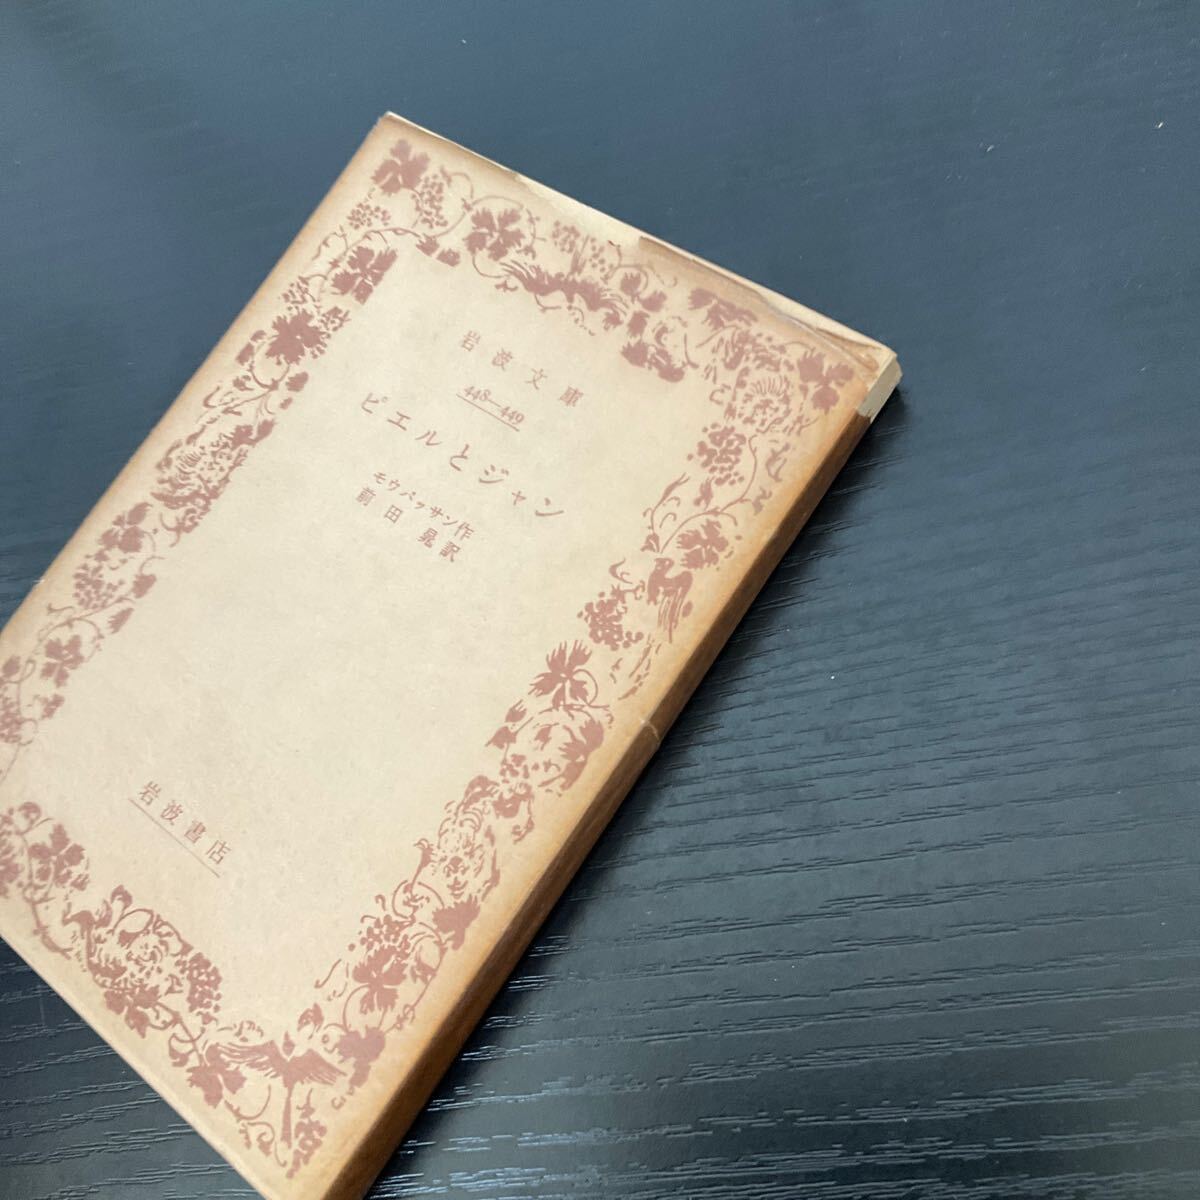 岩波文庫
448—449
ピエルとジャン
モウパッサン作
前田晁訳
岩波書店